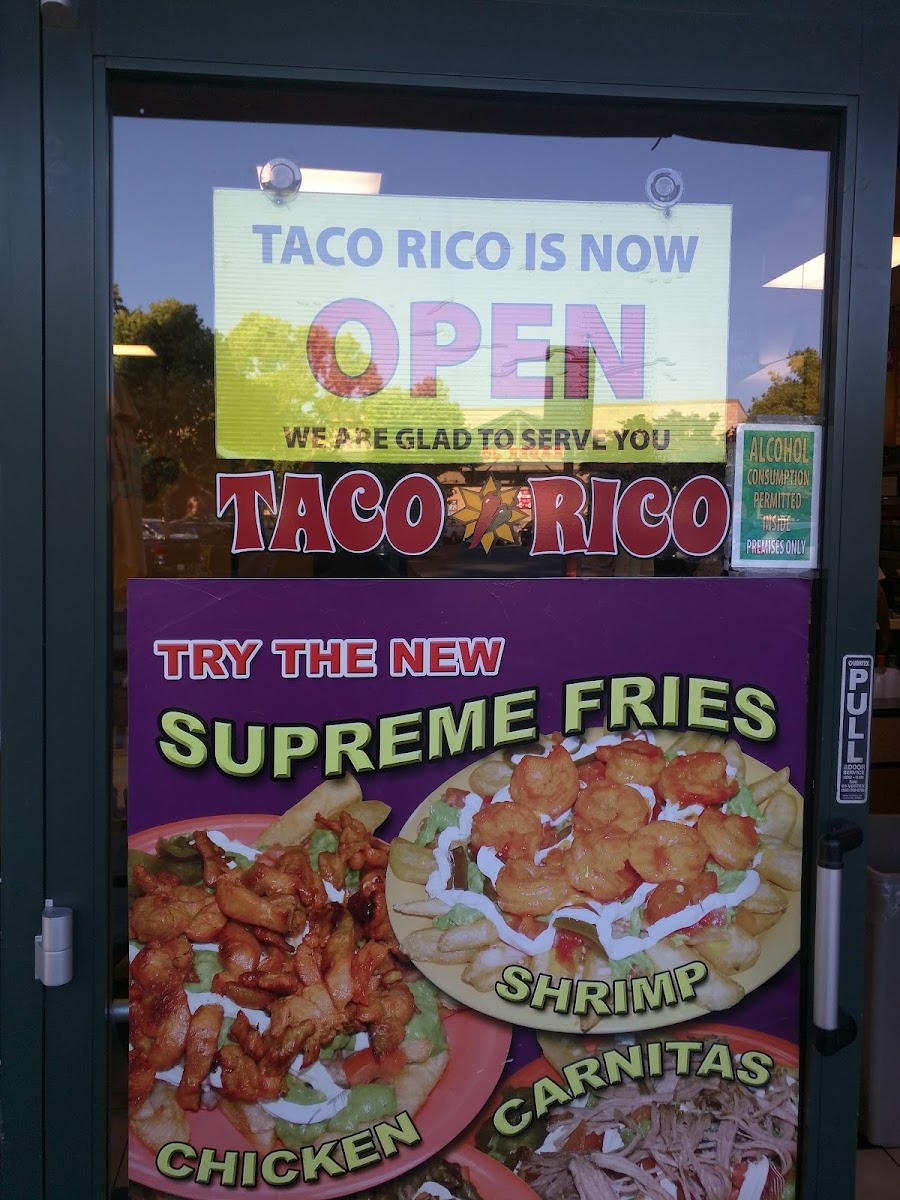 TACO RICO IS NOW
OPEN
WE ARE GLAD TO SERVE YOU
TACO RICO
ALCOHOL
CONSUMPTION
PERMITTED
INSIDE
PREMISES ONLY
PULL
TRY THE NEW
SUPREME FRIES
SHRIMP
CARNITAS
CHICKEN